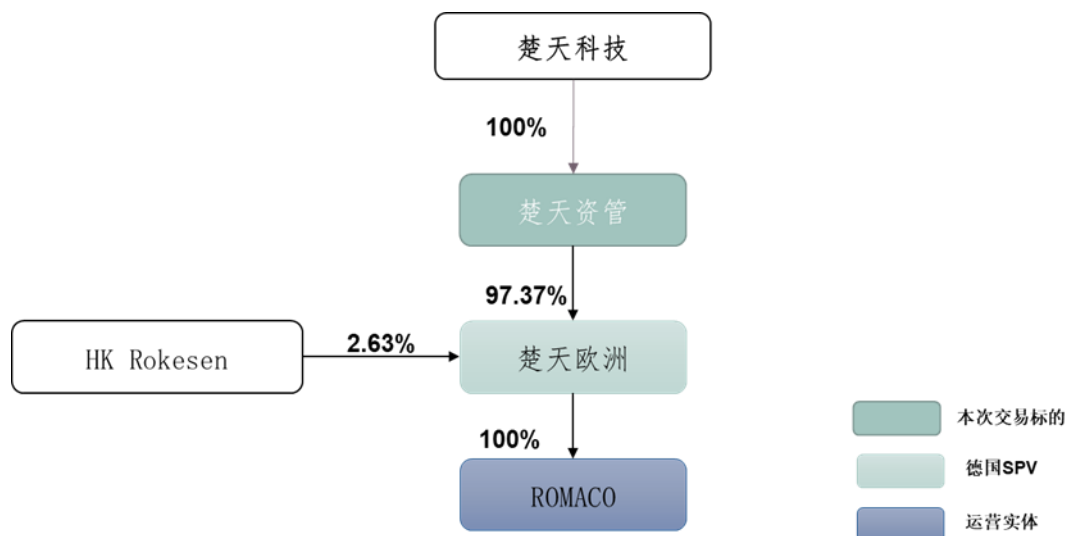 楚天科技
100%
楚天资管
97.37%
HK Rokesen
2.63%
楚天欧洲
100%
ROMACO
本次交易标的
德国SPV
运营实体